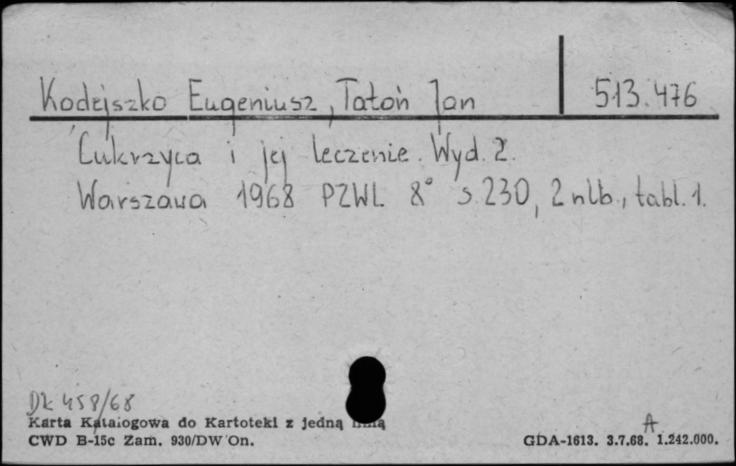 Kodejszko Eugeniusz, Tatoń Jan 513.476
Cukrzyca i jej leczenie. Wyd. 2.
Warszawa 1968 PZWL 8° s. 230, 2 nlb., tabl. 1.
Dk 458/68
Karta Katalogowa do Kartoteki z jedną linią
A
CWD B-15c Zam. 930/DW On. GDA-1613. 3.7.68. 1.242.000.